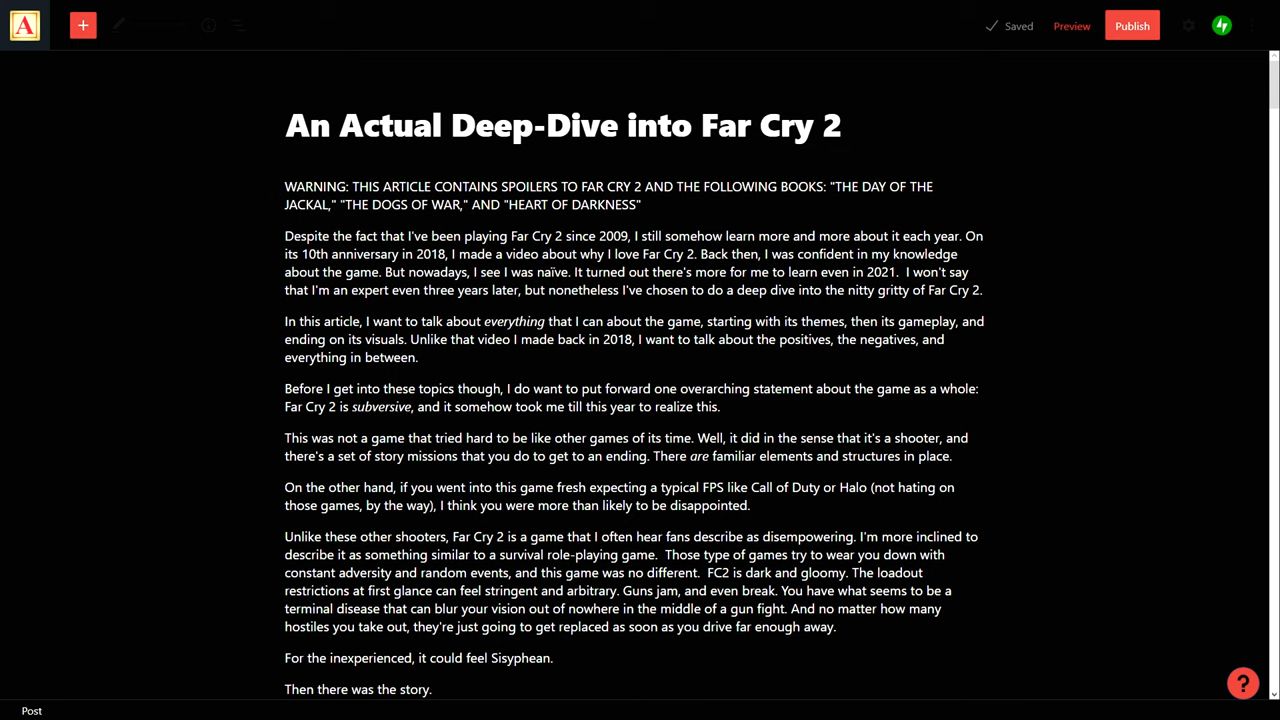 A
+
Saved
Preview
Publish
An Actual Deep-Dive into Far Cry 2
WARNING: THIS ARTICLE CONTAINS SPOILERS TO FAR CRY 2 AND THE FOLLOWING BOOKS: "THE DAY OF THE
JACKAL," "THE DOGS OF WAR," AND "HEART OF DARKNESS"
Despite the fact that I've been playing Far Cry 2 since 2009, I still somehow learn more and more about it each year. On
its 10th anniversary in 2018, I made a video about why I love Far Cry 2. Back then, I was confident in my knowledge
about the game. But nowadays, I see I was naïve. It turned out there's more for me to learn even in 2021.  I won't say
that I'm an expert even three years later, but nonetheless I've chosen to do a deep dive into the nitty gritty of Far Cry 2.
In this article, I want to talk about everything that I can about the game, starting with its themes, then its gameplay, and
ending on its visuals. Unlike that video I made back in 2018, I want to talk about the positives, the negatives, and
everything in between.
Before I get into these topics though, I do want to put forward one overarching statement about the game as a whole:
Far Cry 2 is subversive, and it somehow took me till this year to realize this.
This was not a game that tried hard to be like other games of its time. Well, it did in the sense that it's a shooter, and
there's a set of story missions that you do to get to an ending. There are familiar elements and structures in place.
On the other hand, if you went into this game fresh expecting a typical FPS like Call of Duty or Halo (not hating on
those games, by the way), I think you were more than likely to be disappointed.
Unlike these other shooters, Far Cry 2 is a game that I often hear fans describe as disempowering. I'm more inclined to
describe it as something similar to a survival role-playing game.  Those type of games try to wear you down with
constant adversity and random events, and this game was no different.  FC2 is dark and gloomy. The loadout
restrictions at first glance can feel stringent and arbitrary. Guns jam, and even break. You have what seems to be a
terminal disease that can blur your vision out of nowhere in the middle of a gun fight. And no matter how many
hostiles you take out, they're just going to get replaced as soon as you drive far enough away.
For the inexperienced, it could feel Sisyphean.
Then there was the story.
?
Post